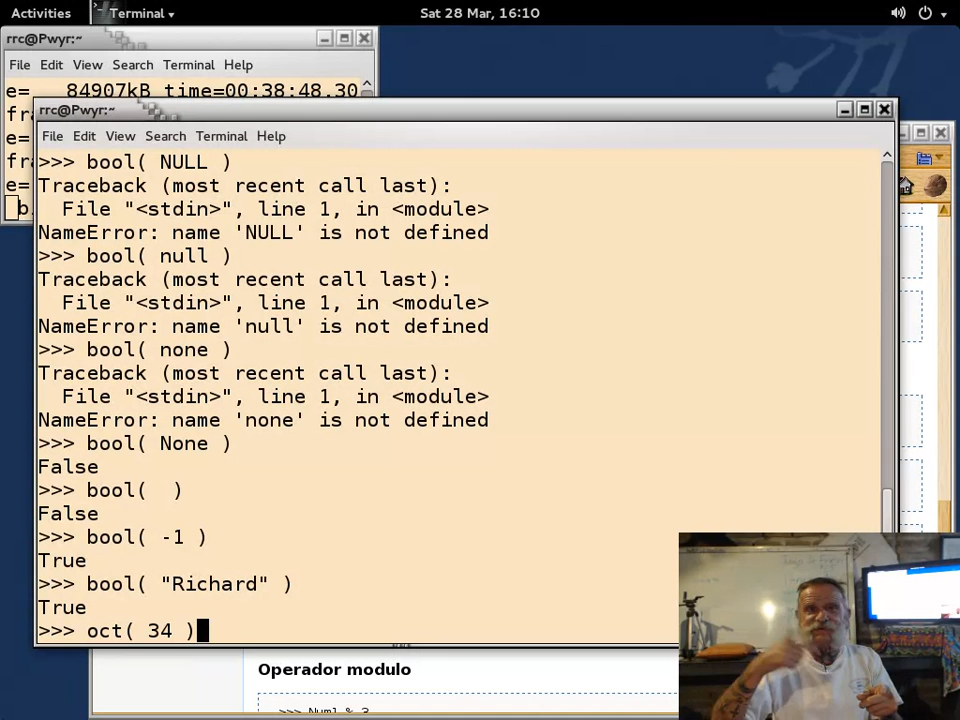 Activities
Terminal
Sat 28 Mar, 16:10
rrc@Pwyr:~
File Edit View Search Terminal Help
e= 84907kB time=00:38:48.30
fr
e=
fr
e=
b
rrc@Pwyr:~
File Edit View Search Terminal Help
>>> bool( NULL )
Traceback (most recent call last):
  File "<stdin>", line 1, in <module>
NameError: name 'NULL' is not defined
>>> bool( null )
Traceback (most recent call last):
  File "<stdin>", line 1, in <module>
NameError: name 'null' is not defined
>>> bool( none )
Traceback (most recent call last):
  File "<stdin>", line 1, in <module>
NameError: name 'none' is not defined
>>> bool( None )
False
>>> bool(  )
False
>>> bool( -1 )
True
>>> bool( "Richard" )
True
>>> oct( 34 )
Operador modulo
>>> Num1 % 3